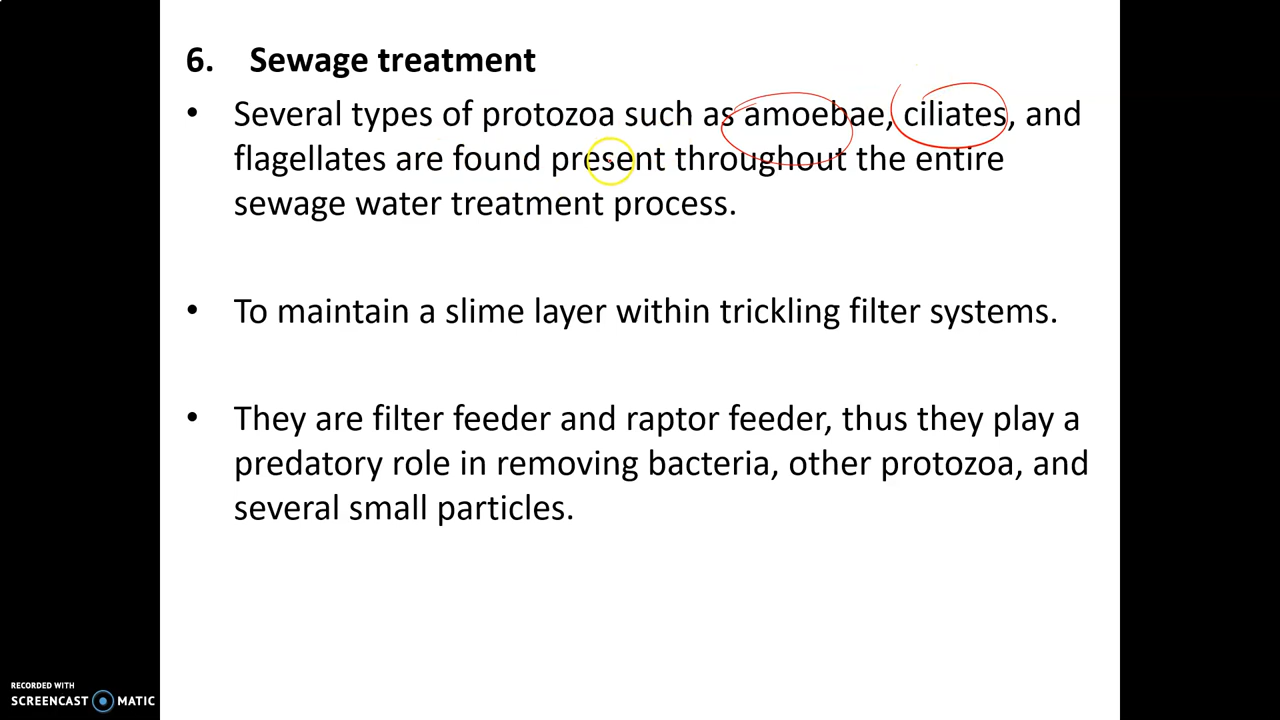 6. Sewage treatment
• Several types of protozoa such as amoebae, ciliates, and
flagellates are found present throughout the entire
sewage water treatment process.
• To maintain a slime layer within trickling filter systems.
• They are filter feeder and raptor feeder, thus they play a
predatory role in removing bacteria, other protozoa, and
several small particles.
RECORDED WITH
SCREENCAST MATIC